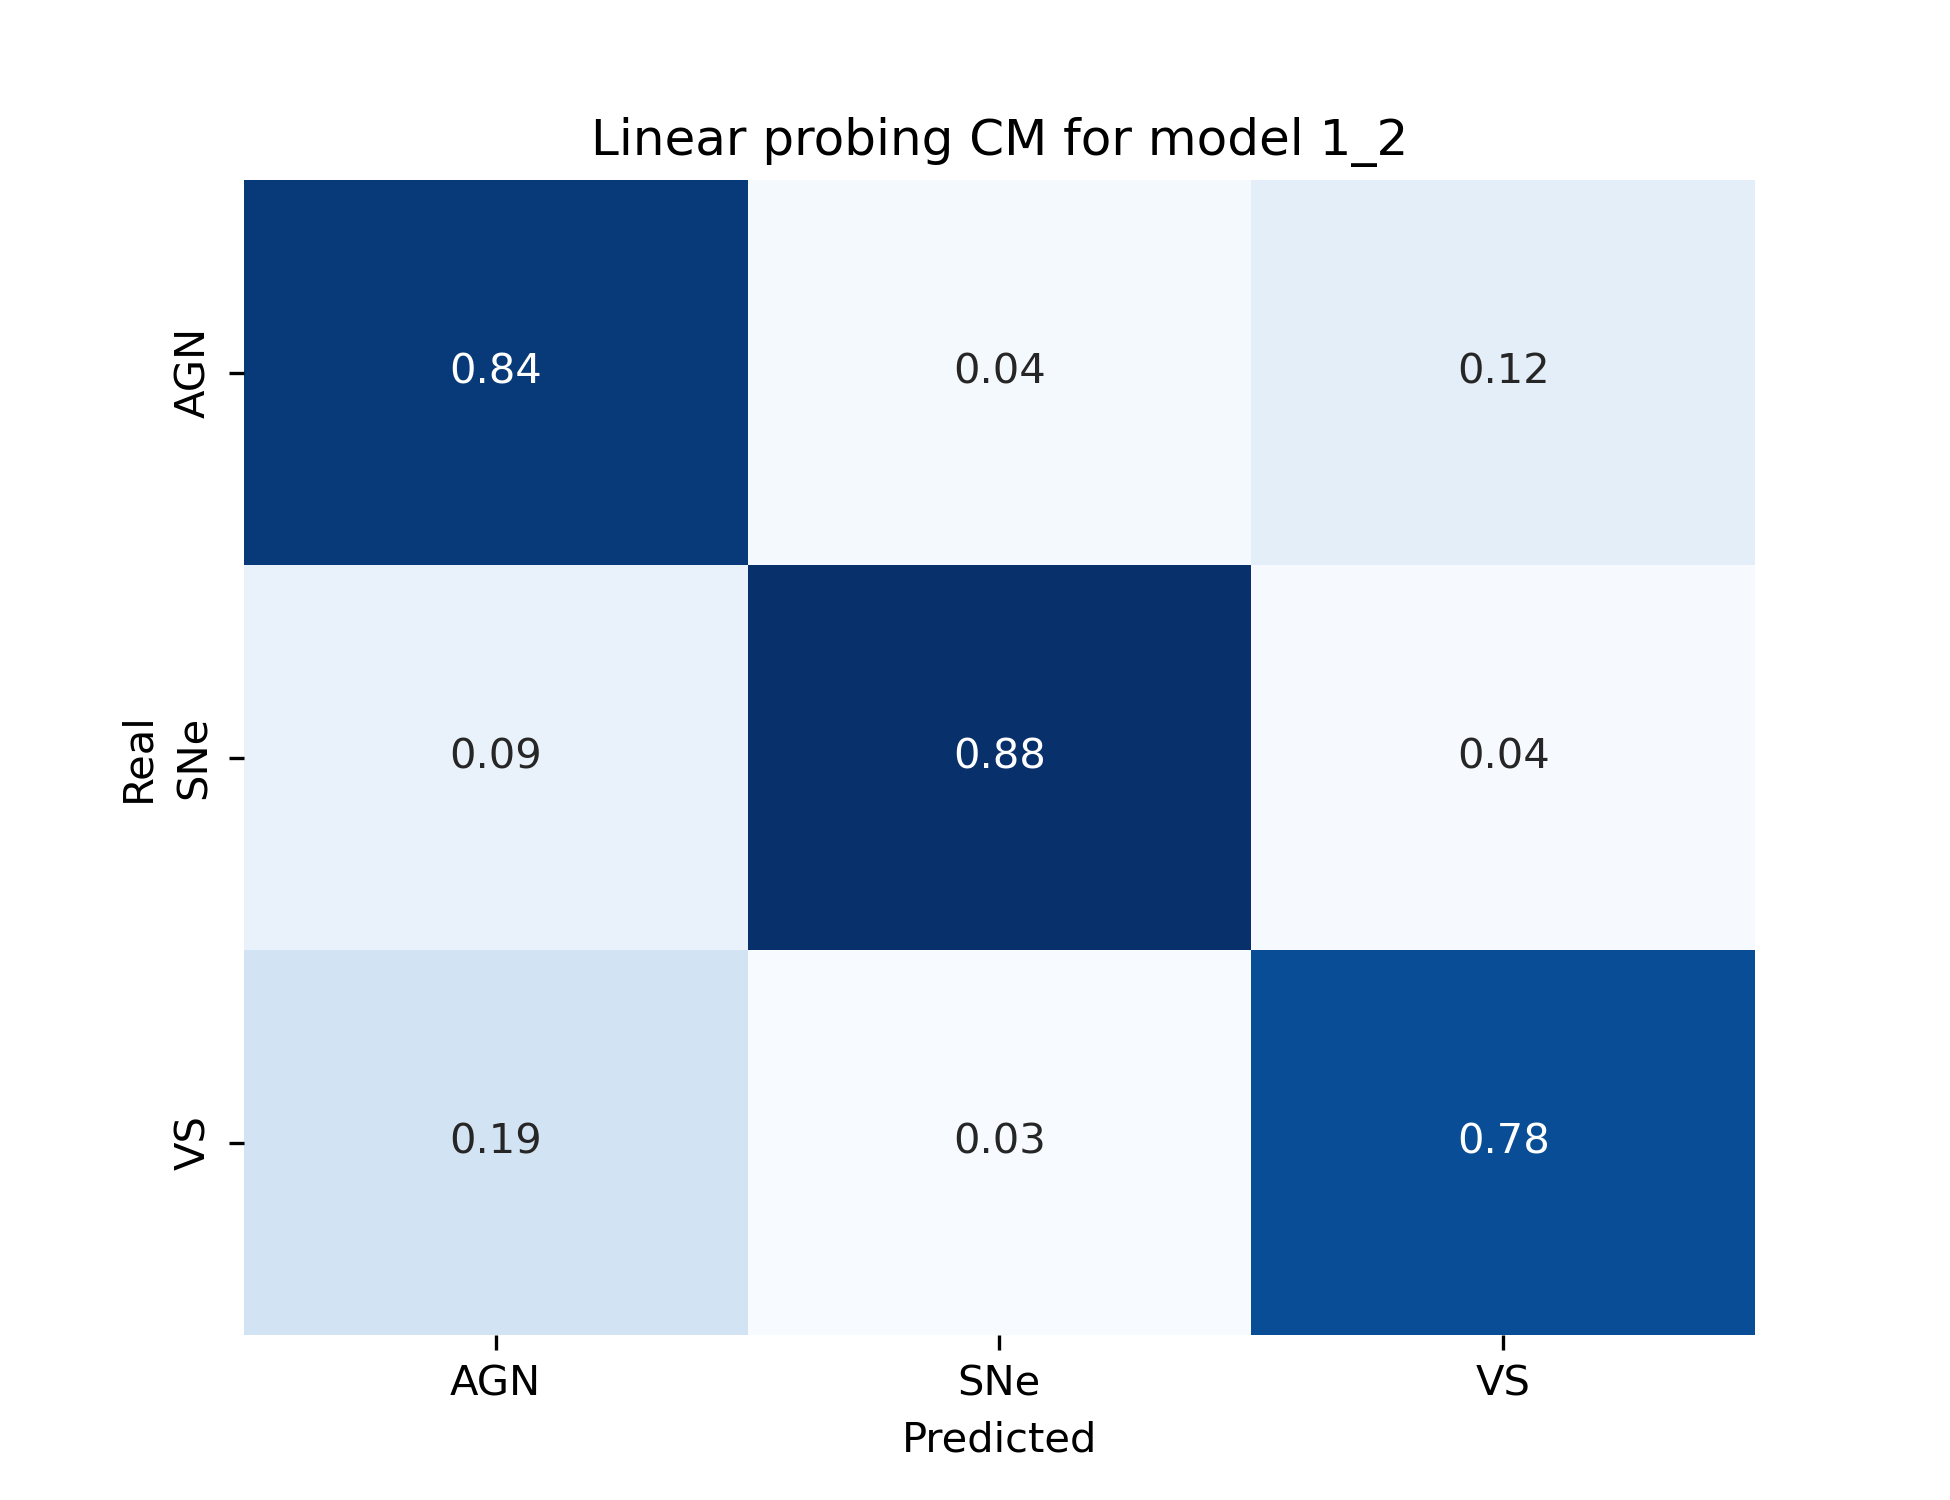 Linear probing CM for model 1_2
AGN
0.84 0.04 0.12
Real
SNe
0.09 0.88 0.04
VS
0.19 0.03 0.78
AGN SNe VS
Predicted